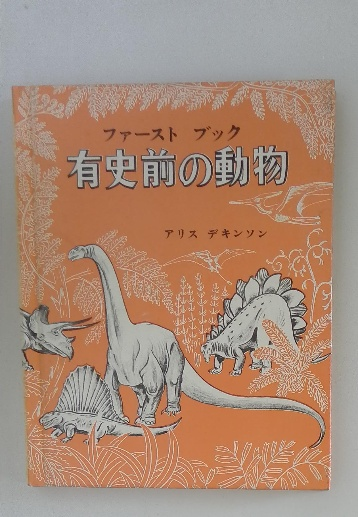 ファースト ブック
有史前の動物
アリス デキンソン